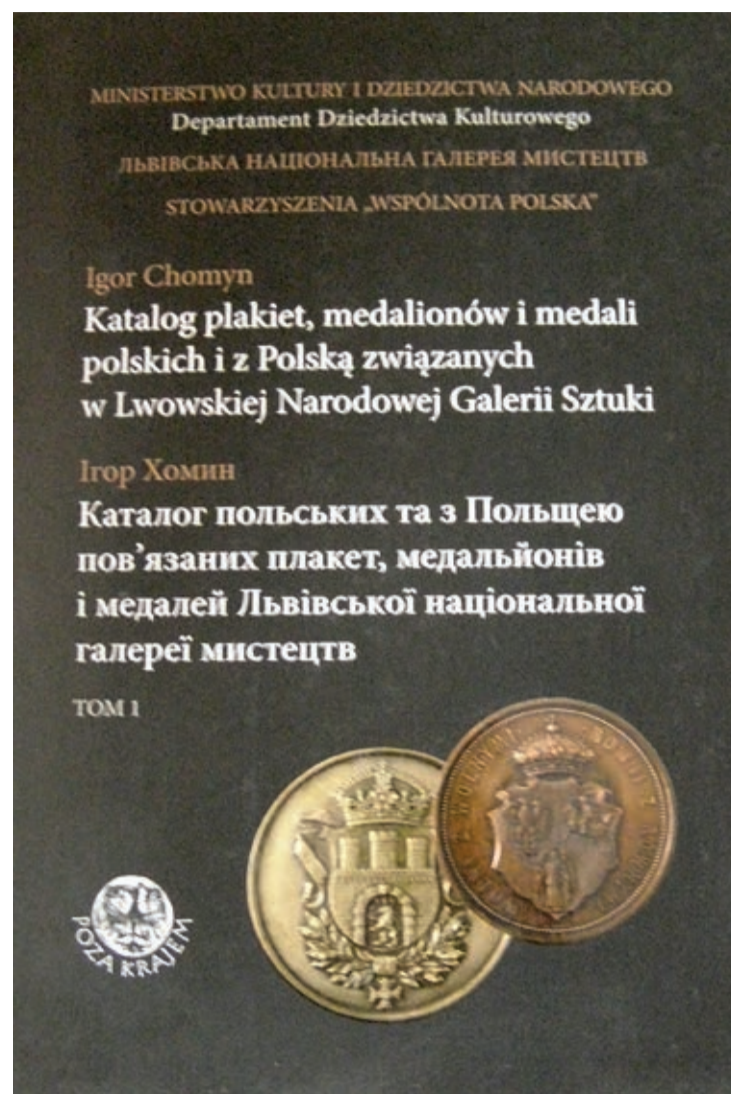 MINISTERSTWO KULTURY I DZIEDZICTWA NARODOWEGO
Departament Dziedzictwa Kulturowego
ЛЬВІВСЬКА НАЦІОНАЛЬНА ГАЛЕРЕЯ МИСТЕЦТВ
STOWARZYSZENIA „WSPÓLNOTA POLSKA”
Igor Chomyn
Katalog plakiet, medalionów i medali
polskich i z Polską związanych
w Lwowskiej Narodowej Galerii Sztuki
Ігор Хомин
Каталог польських та з Польщею
пов’язаних плакет, медальйонів
і медалей Львівської національної
галереї мистецтв
ТОМ 1
POZA KRAJEM